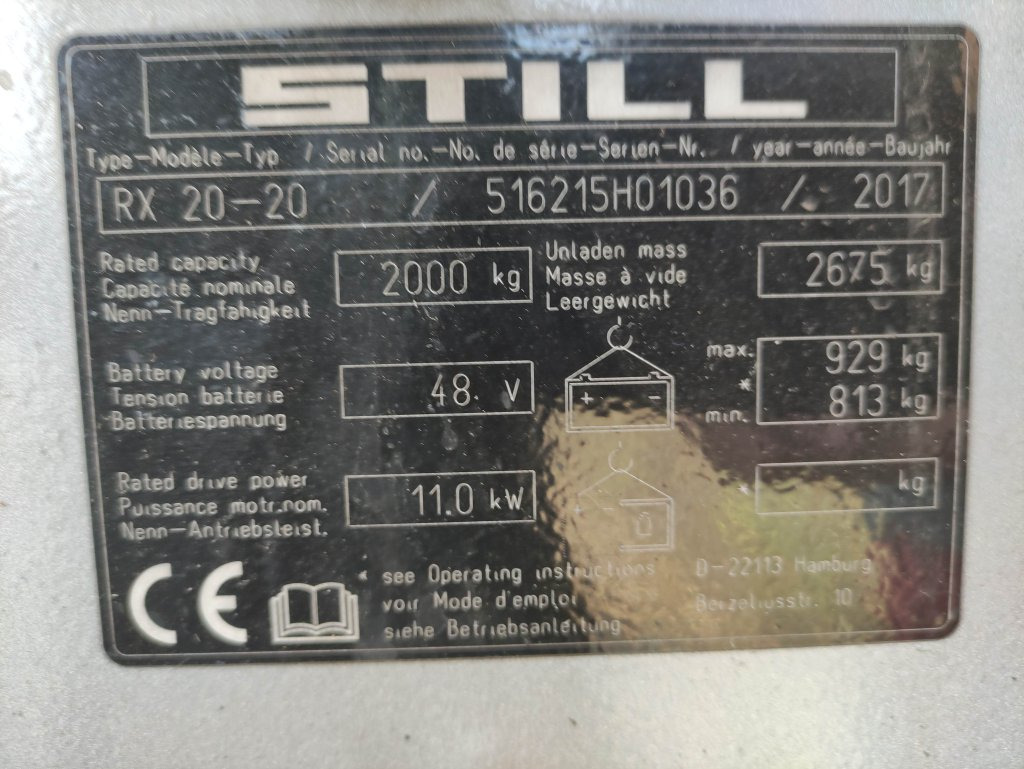 STILL
Type-Modèle-Typ / Serial no.-No. de série-Serien-Nr. / year-année-Baujahr
RX 20-20 / 516215H01036 / 2017
Rated capacity
Capacité nominale
Nenn-Tragfähigkeit
2000 kg
Unladen mass
Masse à vide
Leergewicht
2675 kg
Battery voltage
Tension batterie
Batteriespannung
48 V
+ -
max. 929 kg
*
min. 813 kg
Rated drive power
Puissance motr.nom.
Nenn-Antriebsleist.
11.0 kW
+ -
* kg
CE
* see Operating instructions
voir Mode d'emploi
siehe Betriebsanleitung
D-22113 Hamburg
Berzeliusstr. 10